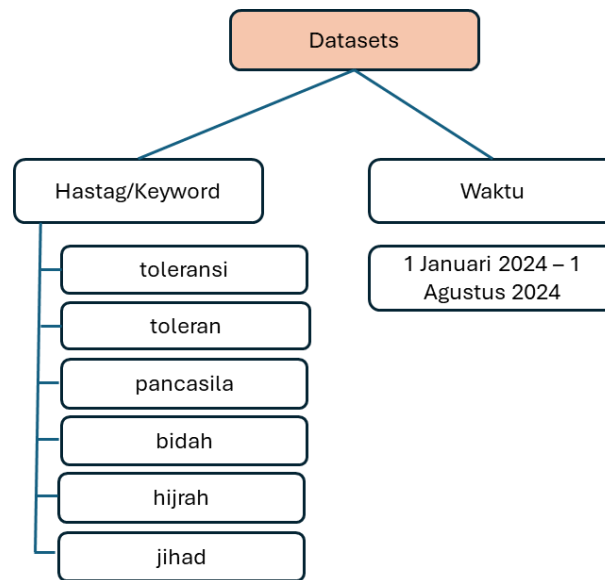 Datasets
Hastag/Keyword
toleransi
toleran
pancasila
bidah
hijrah
jihad
Waktu
1 Januari 2024 – 1
Agustus 2024